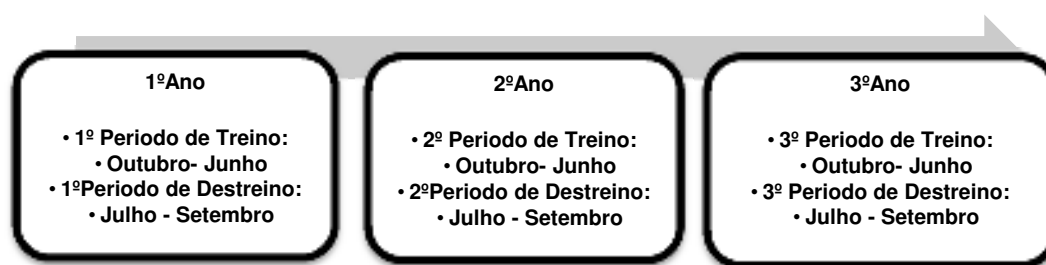 1ºAno
• 1º Periodo de Treino:
• Outubro- Junho
• 1ºPeriodo de Destreino:
• Julho - Setembro
2ºAno
• 2º Periodo de Treino:
• Outubro- Junho
• 2ºPeriodo de Destreino:
• Julho - Setembro
3ºAno
• 3º Periodo de Treino:
• Outubro- Junho
• 3º Periodo de Destreino:
• Julho - Setembro